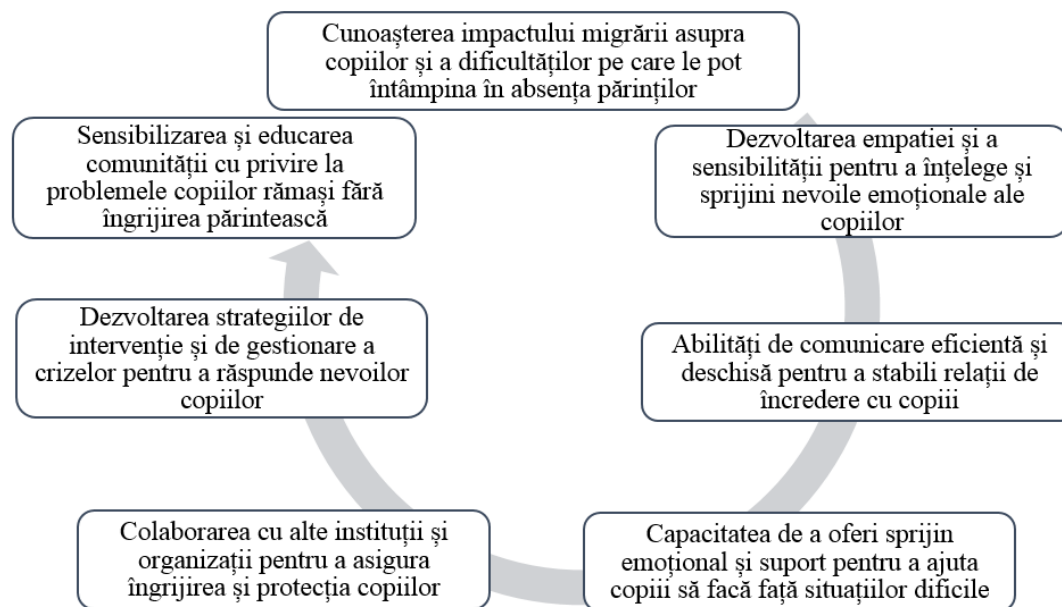 Cunoașterea impactului migrării asupra
copiilor și a dificultăților pe care le pot
întâmpina în absența părinților
Dezvoltarea empatiei și a
sensibilității pentru a înțelege și
sprijini nevoile emoționale ale
copiilor
Abilități de comunicare eficientă și
deschisă pentru a stabili relații de
încredere cu copiii
Capacitatea de a oferi sprijin
emoțional și suport pentru a ajuta
copiii să facă față situațiilor dificile
Colaborarea cu alte instituții și
organizații pentru a asigura
îngrijirea și protecția copiilor
Dezvoltarea strategiilor de
intervenție și de gestionare a
crizelor pentru a răspunde nevoilor
copiilor
Sensibilizarea și educarea
comunității cu privire la
problemele copiilor rămași fără
îngrijirea părintească